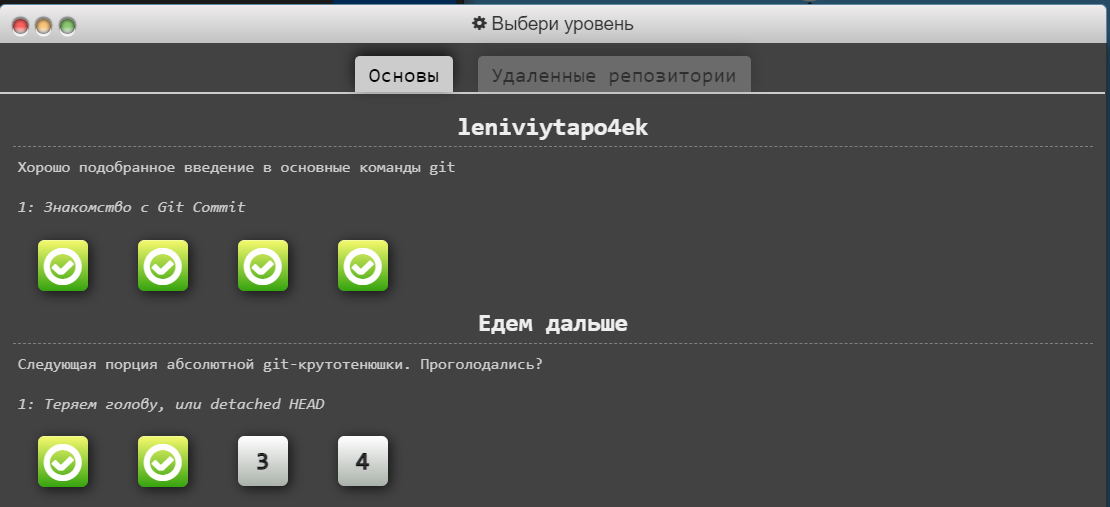 Выбери уровень
Основы
Удаленные репозитории
leniviytapo4ek
Хорошо подобранное введение в основные команды git
1: Знакомство с Git Commit
Едем дальше
Следующая порция абсолютной git-крутотенюшки. Проголодались?
1: Теряем голову, или detached HEAD
3 4